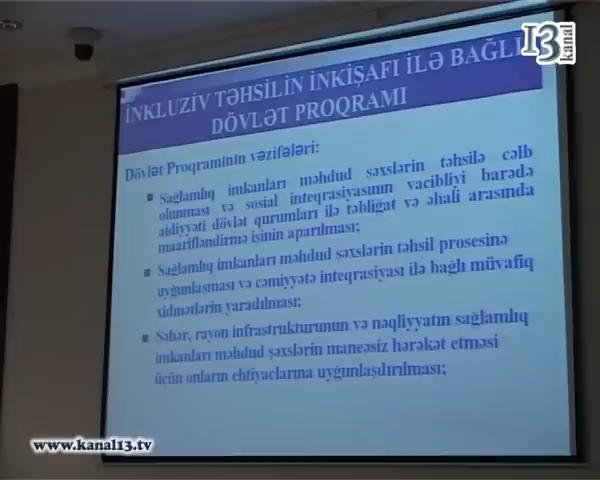 13 kanal
İNKLUZİV TƏHSİLİN İNKİŞAFI İLƏ BAĞLI
DÖVLƏT PROQRAMI
Dövlət Proqramının vəzifələri:
Sağlamlıq imkanları məhdud şəxslərin təhsilə cəlb
olunması və sosial inteqrasiyasının vacibliyi barədə
aidiyyəti dövlət qurumları ilə təbliğat və əhali arasında
maarifləndirmə işinin aparılması;
Sağlamlıq imkanları məhdud şəxslərin təhsil prosesinə
uyğunlaşması və cəmiyyətə inteqrasiyası ilə bağlı müvafiq
xidmətlərin yaradılması;
Şəhər, rayon infrastrukturunun və nəqliyyatın sağlamlıq
imkanları məhdud şəxslərin maneəsiz hərəkət etməsi
üçün onların ehtiyaclarına uyğunlaşdırılması;
www.kanal13.tv